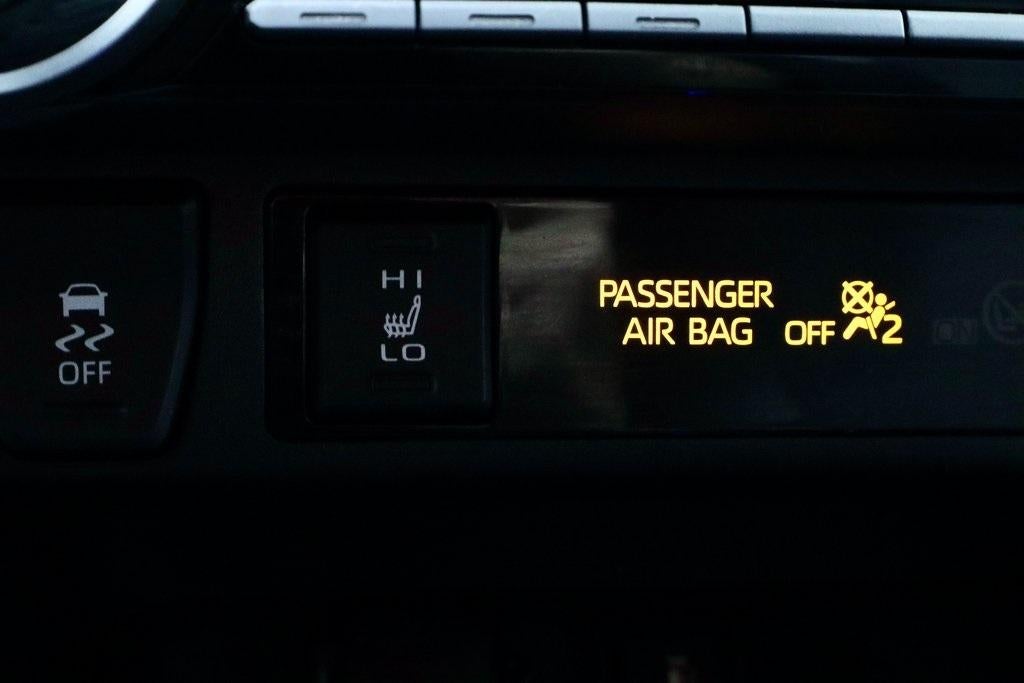 OFF
HI
LO
PASSENGER
AIR BAG OFF 2